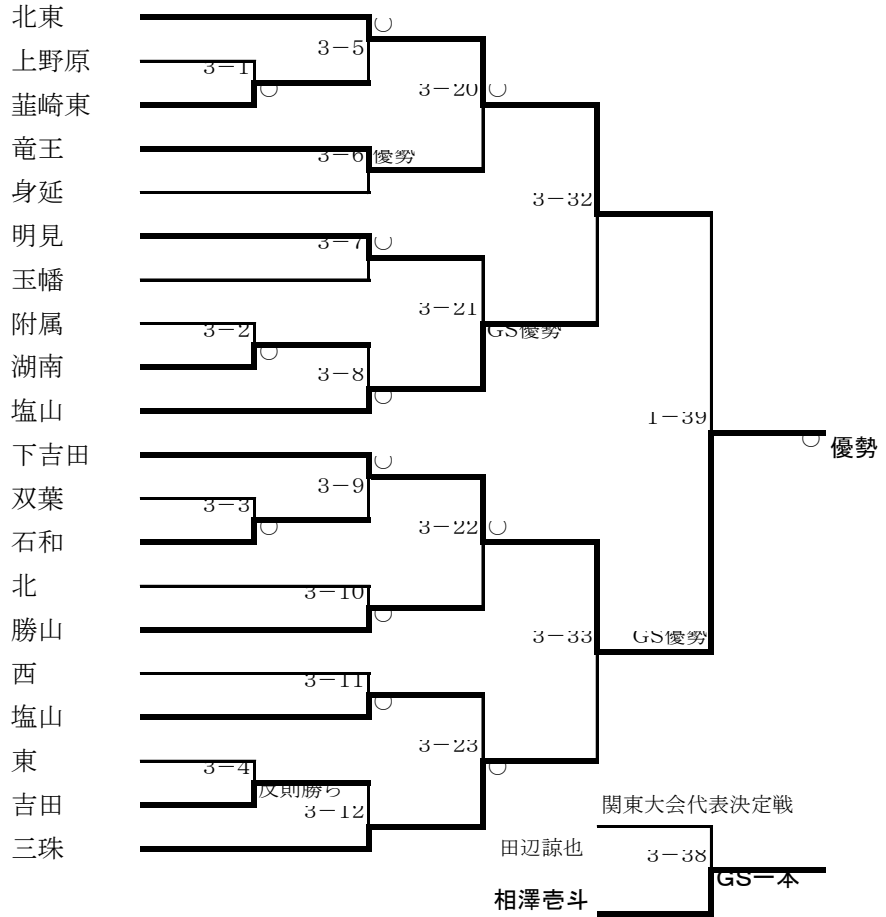 北東
○
3－5
上野原
3－1
○
韮崎東
3－20
○
竜王
3－6
優勢
身延
3－32
明見
3－7
○
玉幡
3－21
附属
3－2
GS優勢
○
湖南
3－8
○
塩山
1－39
○
優勢
下吉田
○
3－9
双葉
3－3
○
石和
3－22
○
北
3－10
○
勝山
3－33
GS優勢
西
3－11
○
塩山
3－23
○
東
3－4
反則勝ち
吉田
3－12
三珠
関東大会代表決定戦
田辺諒也
3－38
GS一本
相澤壱斗